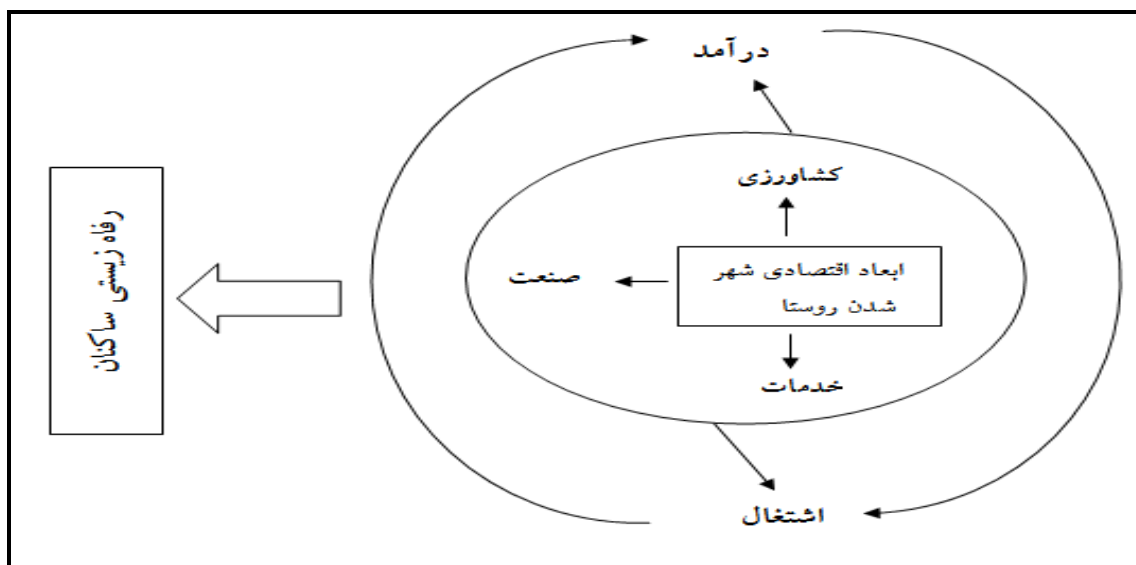 درآمد
کشاورزی
ابعاد اقتصادی شهر
شدن روستا
صنعت
خدمات
اشتغال
رفاه زیستی ساکنان